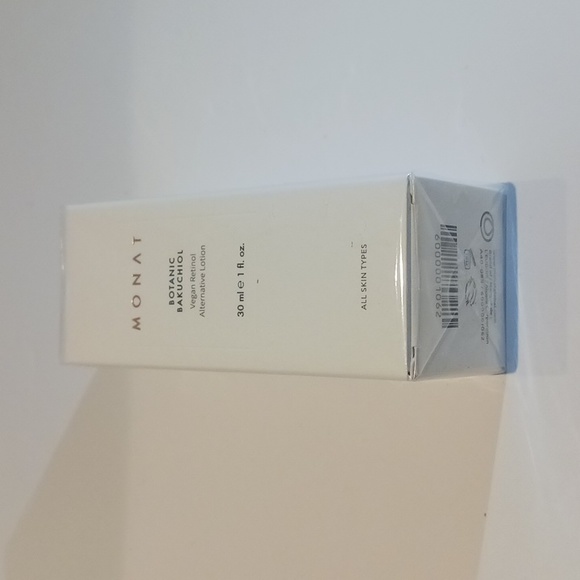 MONAT
BOTANIC
BAKUCHIOL
Vegan Retinol
Alternative Lotion
30 ml e 1 fl. oz.
ALL SKIN TYPES